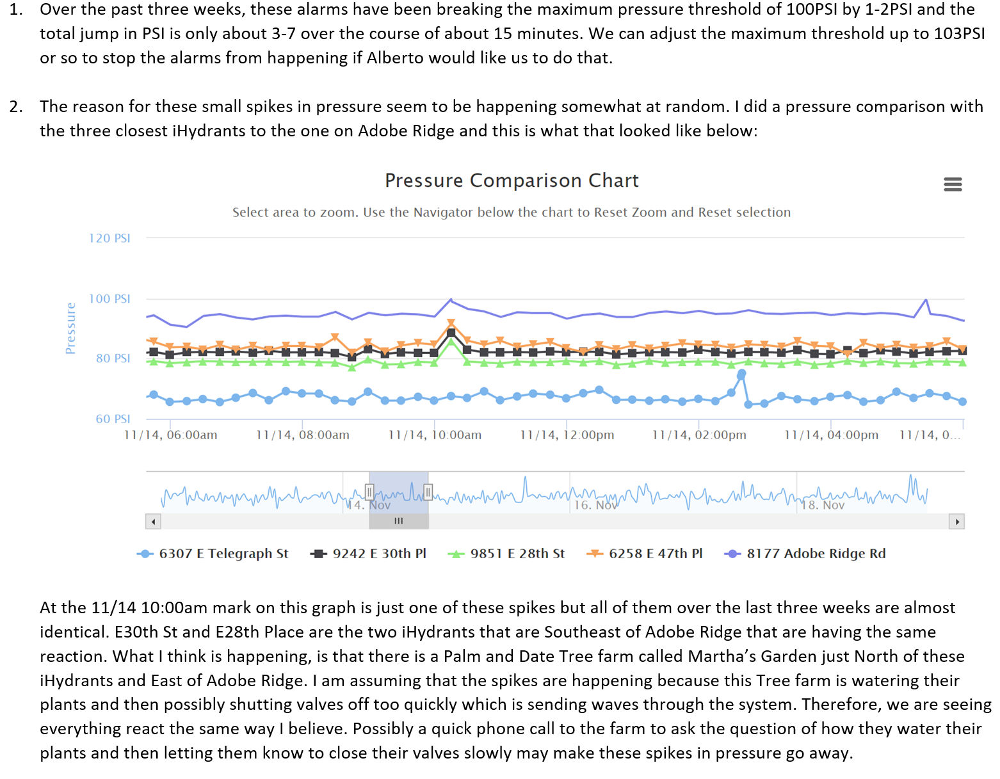 1. Over the past three weeks, these alarms have been breaking the maximum pressure threshold of 100PSI by 1-2PSI and the
total jump in PSI is only about 3-7 over the course of about 15 minutes. We can adjust the maximum threshold up to 103PSI
or so to stop the alarms from happening if Alberto would like us to do that.
2. The reason for these small spikes in pressure seem to be happening somewhat at random. I did a pressure comparison with
the three closest iHydrants to the one on Adobe Ridge and this is what that looked like below:
Pressure Comparison Chart
Select area to zoom. Use the Navigator below the chart to Reset Zoom and Reset selection
120 PSI
100 PSI
80 PSI
60 PSI
Pressure
11/14, 06:00am 11/14, 08:00am 11/14, 10:00am 11/14, 12:00pm 11/14, 02:00pm 11/14, 04:00pm 11/14, 0...
14. Nov 16. Nov 18. Nov
6307 E Telegraph St 9242 E 30th Pl 9851 E 28th St 6258 E 47th Pl 8177 Adobe Ridge Rd
At the 11/14 10:00am mark on this graph is just one of these spikes but all of them over the last three weeks are almost
identical. E30th St and E28th Place are the two iHydrants that are Southeast of Adobe Ridge that are having the same
reaction. What I think is happening, is that there is a Palm and Date Tree farm called Martha’s Garden just North of these
iHydrants and East of Adobe Ridge. I am assuming that the spikes are happening because this Tree farm is watering their
plants and then possibly shutting valves off too quickly which is sending waves through the system. Therefore, we are seeing
everything react the same way I believe. Possibly a quick phone call to the farm to ask the question of how they water their
plants and then letting them know to close their valves slowly may make these spikes in pressure go away.